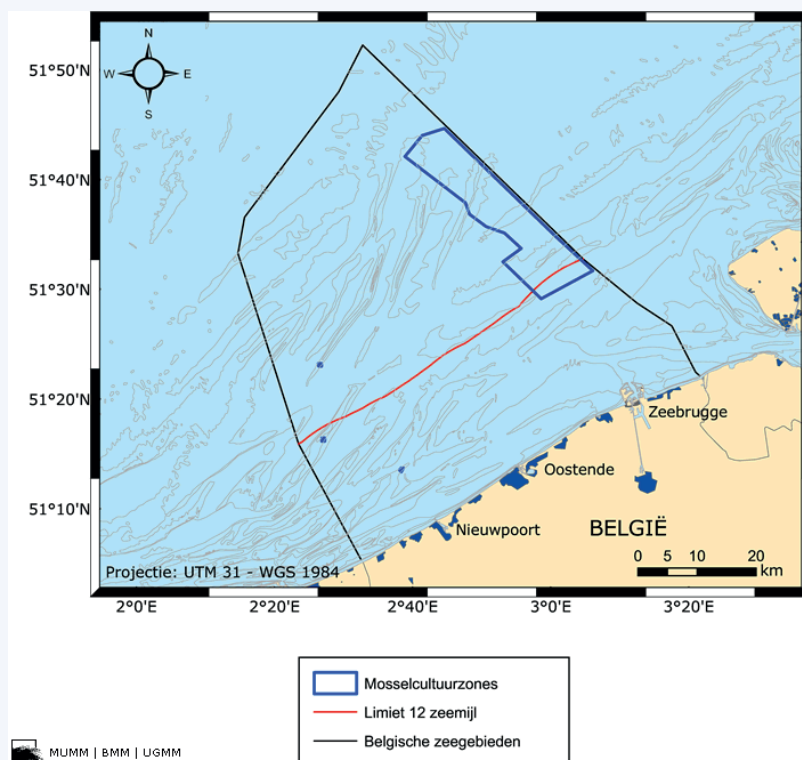 N
W E
S
51°50'N
51°40'N
51°30'N
51°20'N
51°10'N
Zeebrugge
Oostende
Nieuwpoort
BELGIË
0 5 10 20
km
Projectie: UTM 31 - WGS 1984
2°0'E 2°20'E 2°40'E 3°0'E 3°20'E
Mosselcultuurzones
Limiet 12 zeemijl
Belgische zeegebieden
MUMM | BMM | UGMM